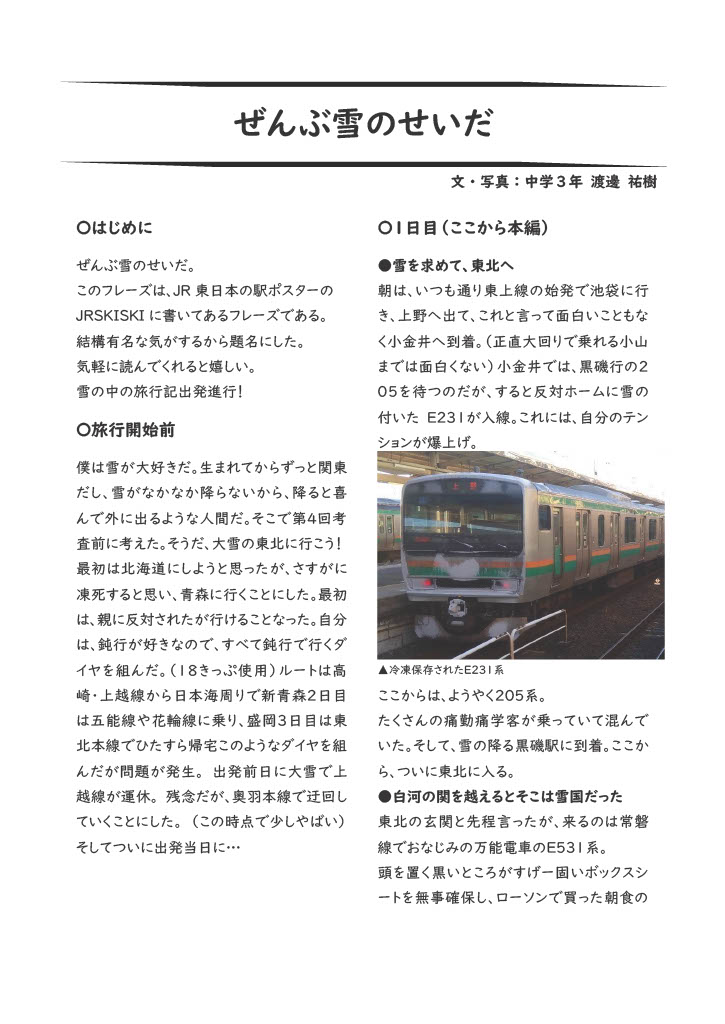 ぜんぶ雪のせいだ
文・写真：中学3年 渡邊 祐樹
〇はじめに
ぜんぶ雪のせいだ。
このフレーズは、JR 東日本の駅ポスターの
JRSKISKI に書いてあるフレーズである。
結構有名な気がするから題名にした。
気軽に読んでくれると嬉しい。
雪の中の旅行記出発進行！
〇旅行開始前
僕は雪が大好きだ。生まれてからずっと関東
だし、雪がなかなか降らないから、降ると喜
んで外に出るような人間だ。そこで第4回考
査前に考えた。そうだ、大雪の東北に行こう！
最初は北海道にしようと思ったが、さすがに
凍死すると思い、青森に行くことにした。最初
は、親に反対されたが行けることなった。自分
は、鈍行が好きなので、すべて鈍行で行くダ
イヤを組んだ。（18きっぷ使用）ルートは高
崎・上越線から日本海周りで新青森2日目
は五能線や花輪線に乗り、盛岡3日目は東
北本線でひたすら帰宅このようなダイヤを組
んだが問題が発生。 出発前日に大雪で上
越線が運休。 残念だが、奥羽本線で迂回し
ていくことにした。 （この時点で少しやばい）
そしてついに出発当日に…
〇1日目（ここから本編）
●雪を求めて、東北へ
朝は、いつも通り東上線の始発で池袋に行
き、上野へ出て、これと言って面白いこともな
く小金井へ到着。（正直大回りで乗れる小山
までは面白くない）小金井では、黒磯行の2
05を待つのだが、すると反対ホームに雪の
付いた E231が入線。これには、自分のテン
ションが爆上げ。
上野
▲冷凍保存されたE231系
ここからは、ようやく205系。
たくさんの痛勤痛学客が乗っていて混んで
いた。そして、雪の降る黒磯駅に到着。ここか
ら、ついに東北に入る。
●白河の関を越えるとそこは雪国だった
東北の玄関と先程言ったが、来るのは常磐
線でおなじみの万能電車のE531系。
頭を置く黒いところがすげー固いボックスシ
ートを無事確保し、ローソンで買った朝食の